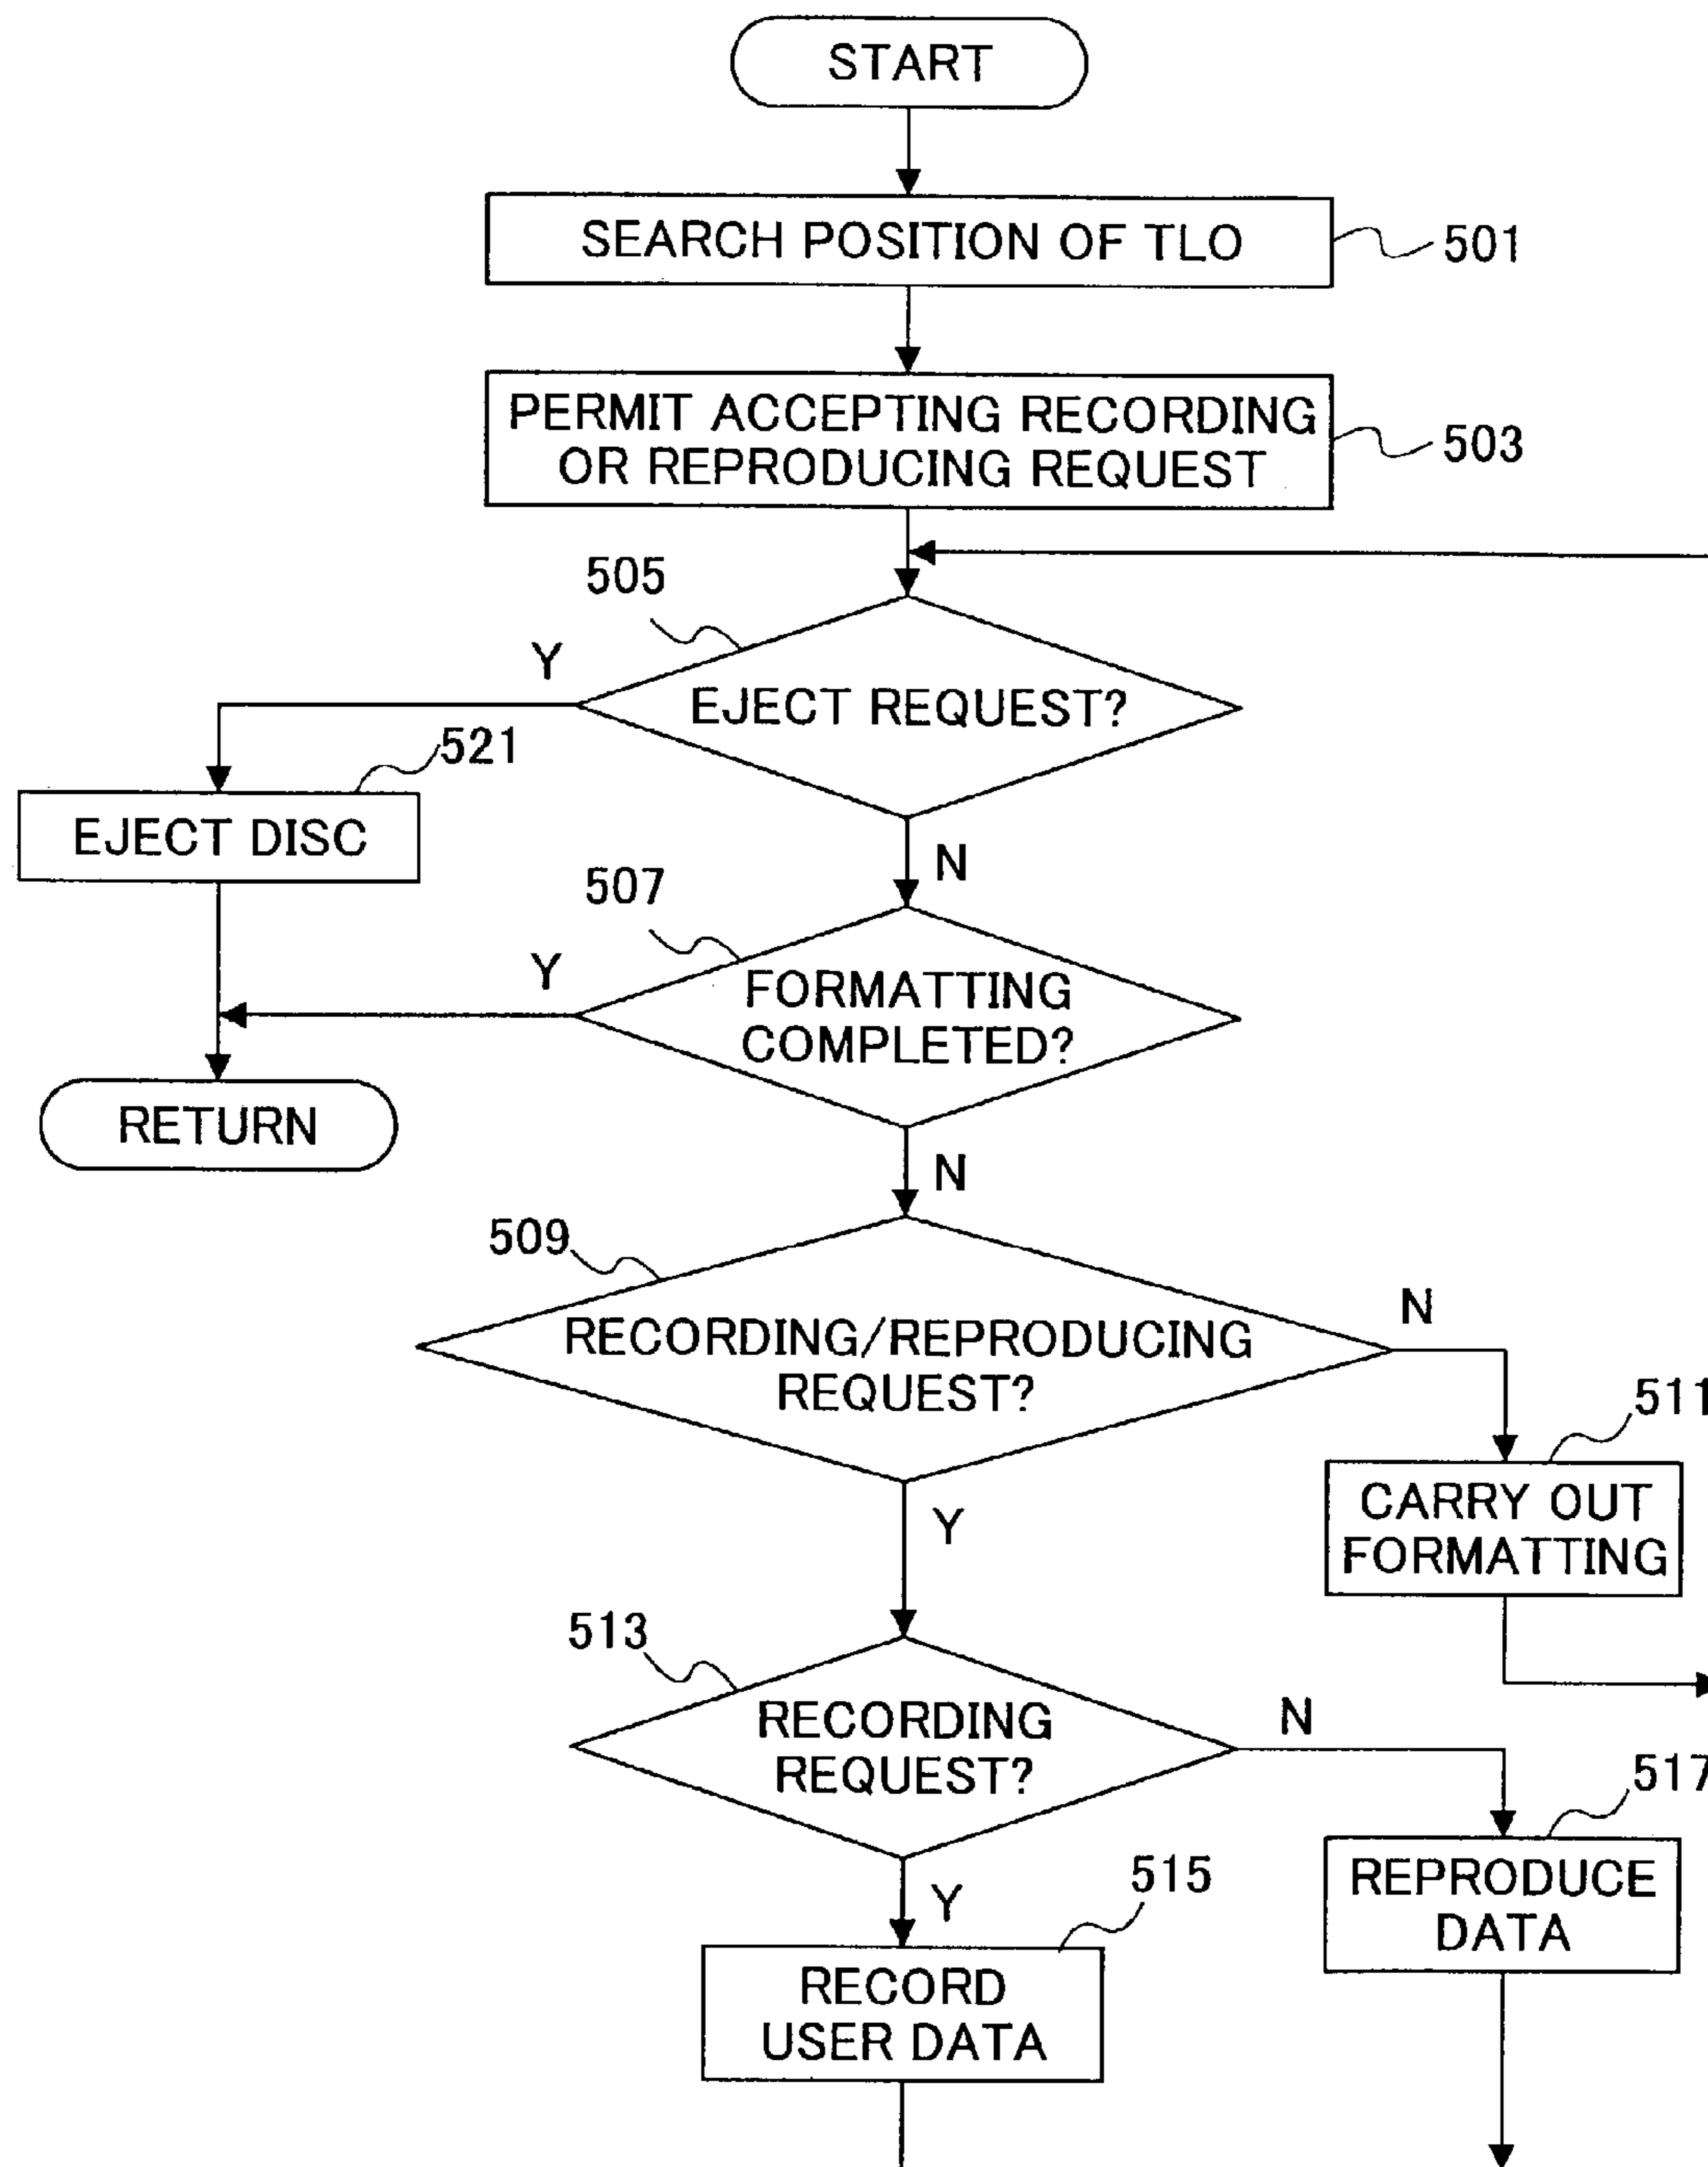 START
SEARCH POSITION OF TLO
501
PERMIT ACCEPTING RECORDING
OR REPRODUCING REQUEST
503
505
Y
EJECT REQUEST?
521
EJECT DISC
N
507
Y
FORMATTING
COMPLETED?
RETURN
N
509
RECORDING/REPRODUCING
REQUEST?
N
511
CARRY OUT
FORMATTING
Y
513
RECORDING
REQUEST?
N
517
REPRODUCE
DATA
Y
515
RECORD
USER DATA